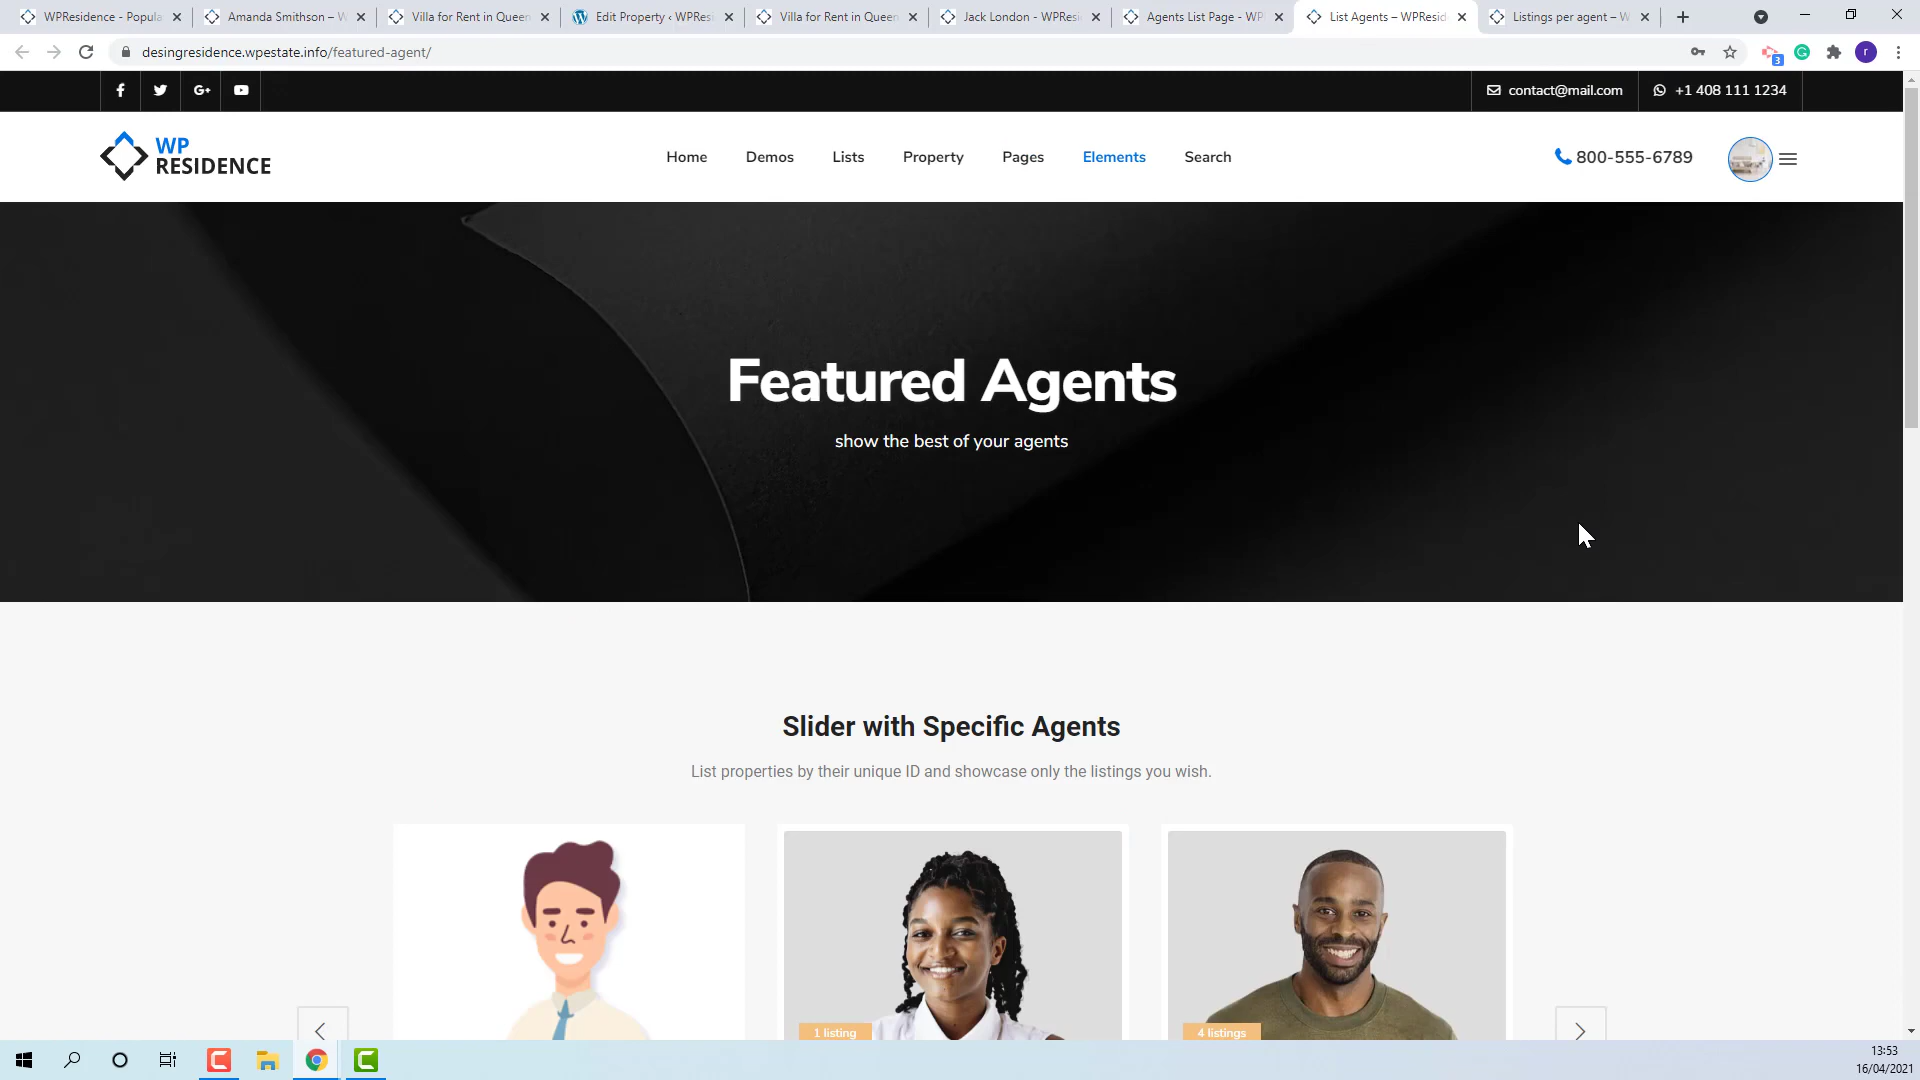 WPResidence - Popula
Amanda Smithson – W
Villa for Rent in Queen
Edit Property ‹ WPResi
Villa for Rent in Queen
Jack London - WPResi
Agents List Page - WP
List Agents – WPResid
Listings per agent – W
desingresidence.wpestate.info/featured-agent/
3
r
G+
contact@mail.com
+1 408 111 1234
WP
RESIDENCE
Home
Demos
Lists
Property
Pages
Elements
Search
800-555-6789
Featured Agents
show the best of your agents
Slider with Specific Agents
List properties by their unique ID and showcase only the listings you wish.
1 listing
4 listings
13:53
16/04/2021